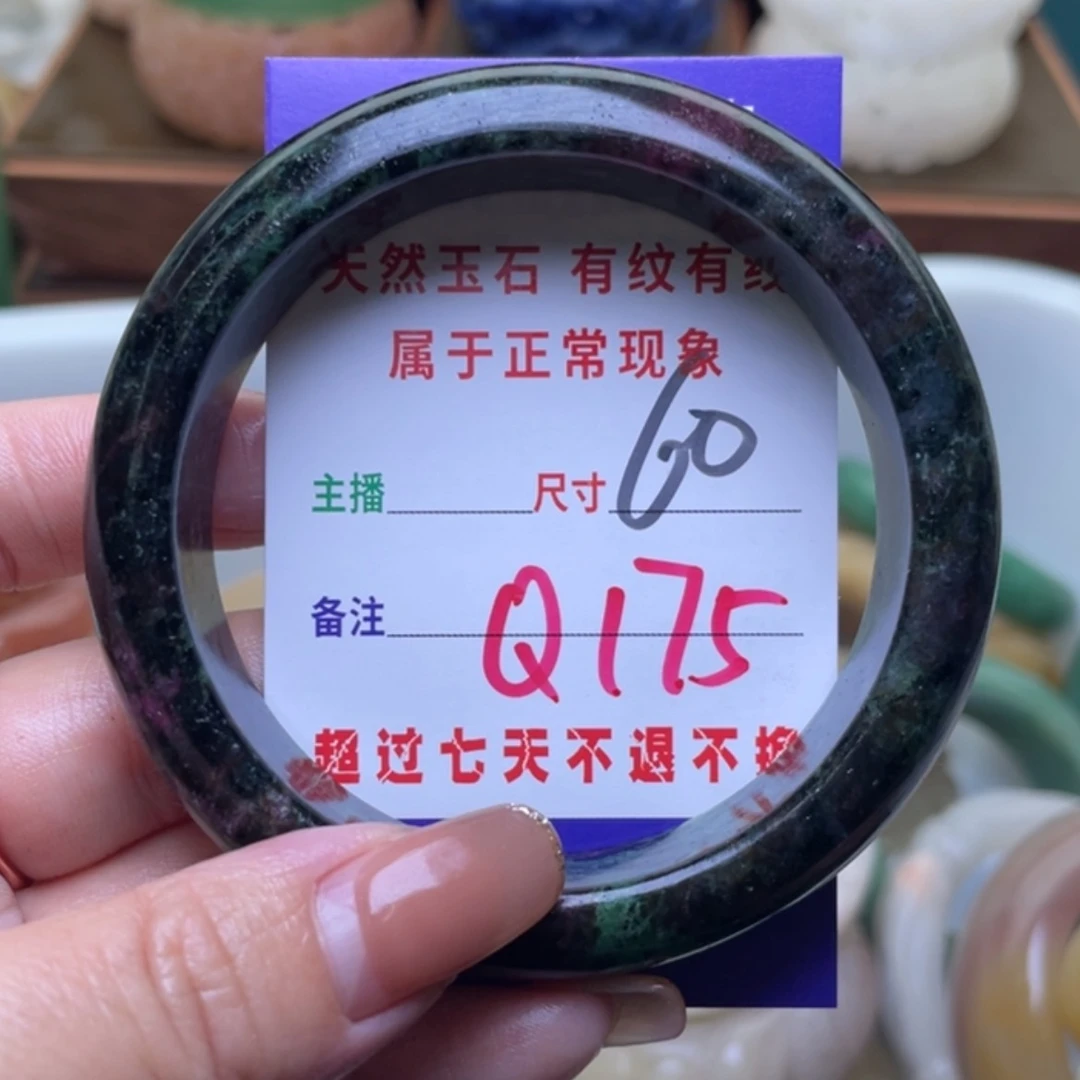 天然玉石 有纹有纹
属于正常现象
主播 尺寸 60
备注 Q175
超过七天不退不换